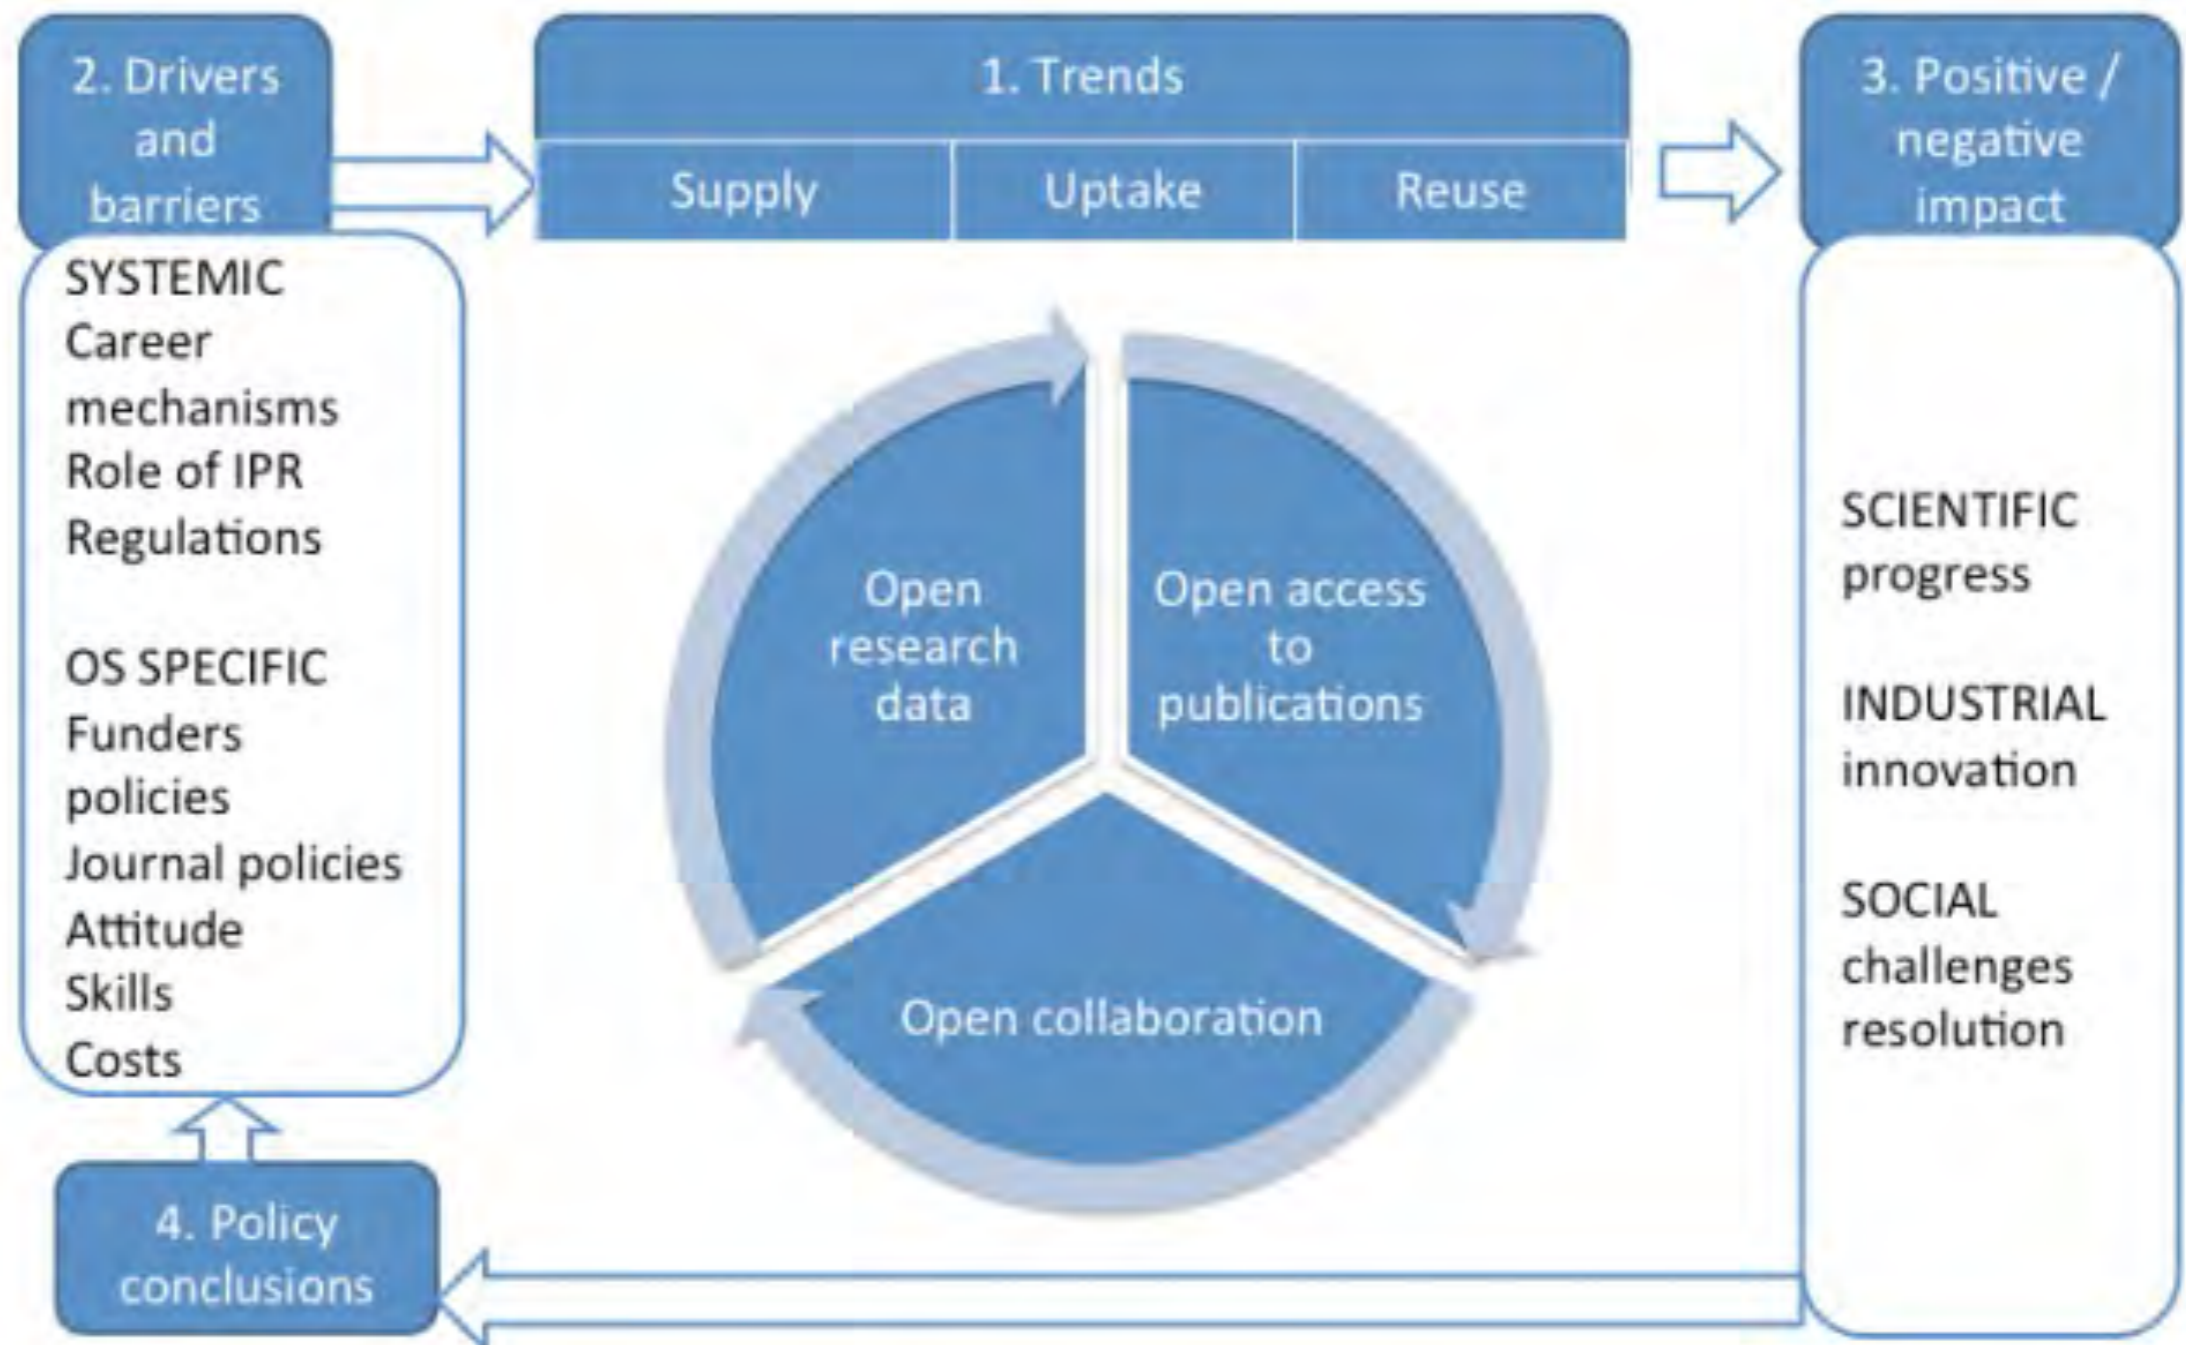 2. Drivers
and
barriers
SYSTEMIC
Career
mechanisms
Role of IPR
Regulations
OS SPECIFIC
Funders
policies
Journal policies
Attitude
Skills
Costs
1. Trends
Supply
Uptake
Reuse
Open
research
data
Open access
to
publications
Open collaboration
3. Positive /
negative
impact
SCIENTIFIC
progress
INDUSTRIAL
innovation
SOCIAL
challenges
resolution
4. Policy
conclusions